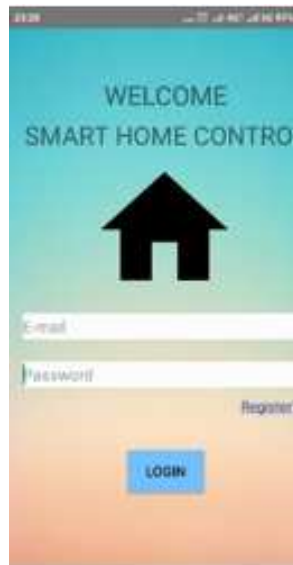 WELCOME
SMART HOME CONTRO
E-mail
Password
Register
LOGIN